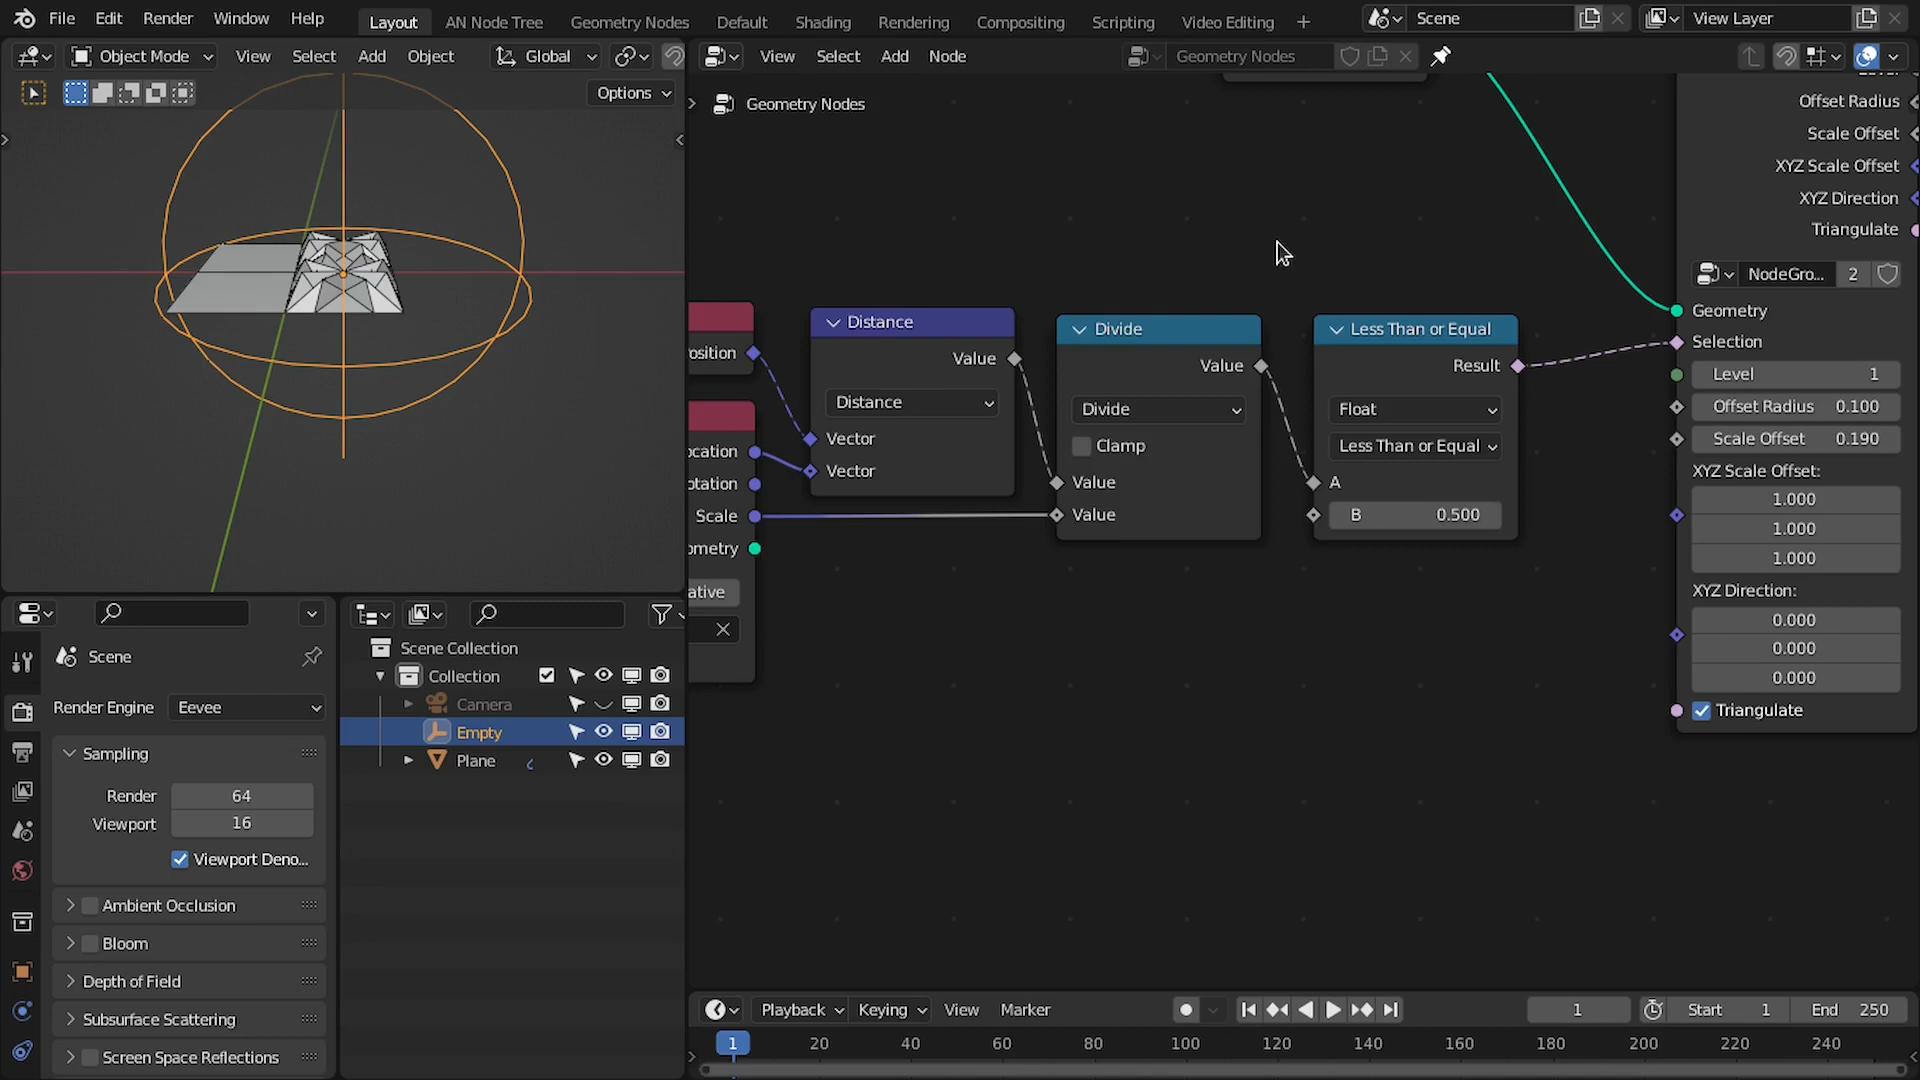 File Edit Render Window Help
Layout AN Node Tree Geometry Nodes Default Shading Rendering Compositing Scripting Video Editing +
Scene
View Layer
Object Mode View Select Add Object Global
Options
View Select Add Node Geometry Nodes
Geometry Nodes
osition
ocation
otation
Scale
ometry
ative
Distance
Value
Distance
Vector
Vector
Divide
Value
Divide
Clamp
Value
Value
Less Than or Equal
Result
Float
Less Than or Equal
A
B 0.500
Offset Radius
Scale Offset
XYZ Scale Offset
XYZ Direction
Triangulate
NodeGro... 2
Geometry
Selection
Level 1
Offset Radius 0.100
Scale Offset 0.190
XYZ Scale Offset:
1.000
1.000
1.000
XYZ Direction:
0.000
0.000
0.000
Triangulate
Scene
Render Engine Eevee
Sampling
Render 64
Viewport 16
Viewport Deno...
Ambient Occlusion
Bloom
Depth of Field
Subsurface Scattering
Screen Space Reflections
Scene Collection
Collection
Camera
Empty
Plane
Playback Keying View Marker
1 Start 1 End 250
1 20 40 60 80 100 120 140 160 180 200 220 240